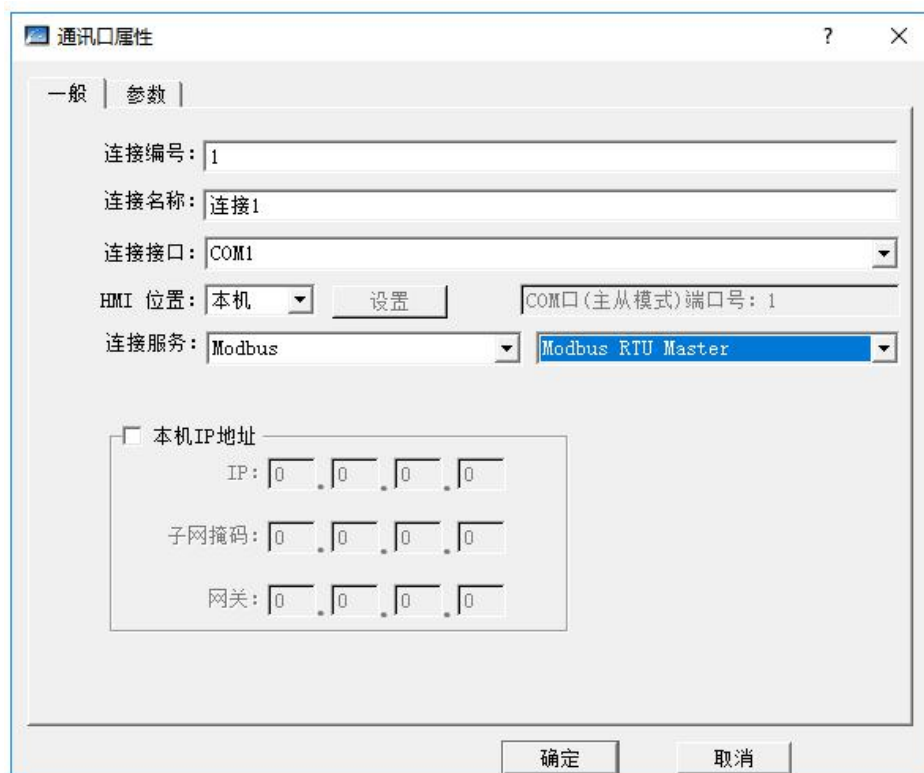 通讯口属性 ?
一般 参数
连接编号: 1
连接名称: 连接1
连接接口: COM1
HMI 位置: 本机 设置 COM口(主从模式)端口号: 1
连接服务: Modbus Modbus RTU Master
本机IP地址
IP: 0 . 0 . 0 . 0
子网掩码: 0 . 0 . 0 . 0
网关: 0 . 0 . 0 . 0
确定 取消